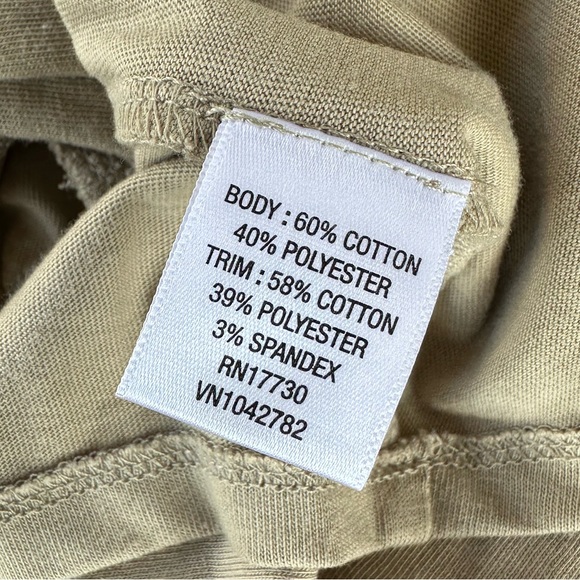 BODY : 60% COTTON
40% POLYESTER
TRIM : 58% COTTON
39% POLYESTER
3% SPANDEX
RN17730
VN1042782